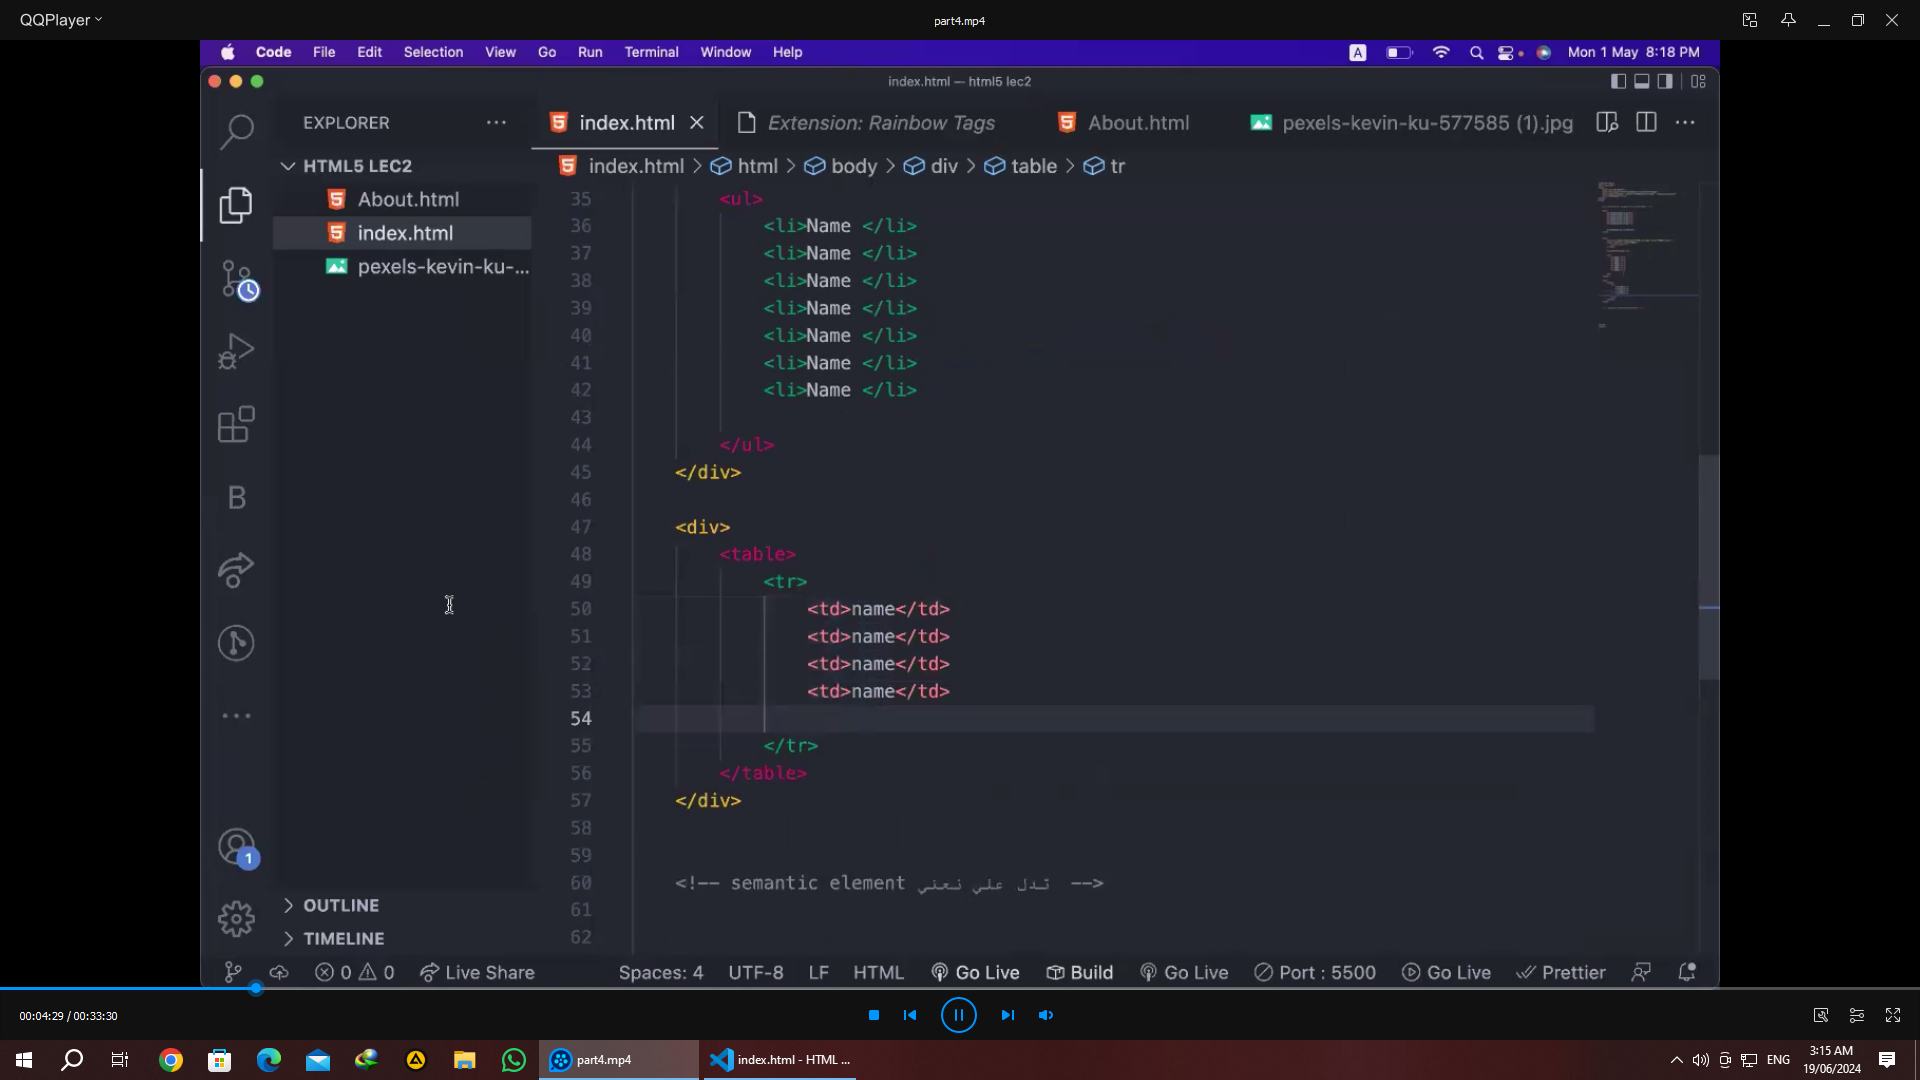 QQPlayer
part4.mp4
Code File Edit Selection View Go Run Terminal Window Help
A
Mon 1 May 8:18 PM
index.html — html5 lec2
EXPLORER
index.html
Extension: Rainbow Tags
About.html
pexels-kevin-ku-577585 (1).jpg
HTML5 LEC2
index.html > html > body > div > table > tr
About.html
index.html
pexels-kevin-ku-...
35 <ul>
36 <li>Name </li>
37 <li>Name </li>
38 <li>Name </li>
39 <li>Name </li>
40 <li>Name </li>
41 <li>Name </li>
42 <li>Name </li>
43
44 </ul>
45 </div>
46
47 <div>
48 <table>
49 <tr>
50 <td>name</td>
51 <td>name</td>
52 <td>name</td>
53 <td>name</td>
54
55 </tr>
56 </table>
57 </div>
58
59
60 <!-- semantic element تدل علي نعني -->
61
62
B
1
OUTLINE
TIMELINE
0 0 Live Share Spaces: 4 UTF-8 LF HTML Go Live Build Go Live Port : 5500 Go Live Prettier
00:04:29 / 00:33:30
part4.mp4
index.html - HTML ...
ENG
3:15 AM
19/06/2024